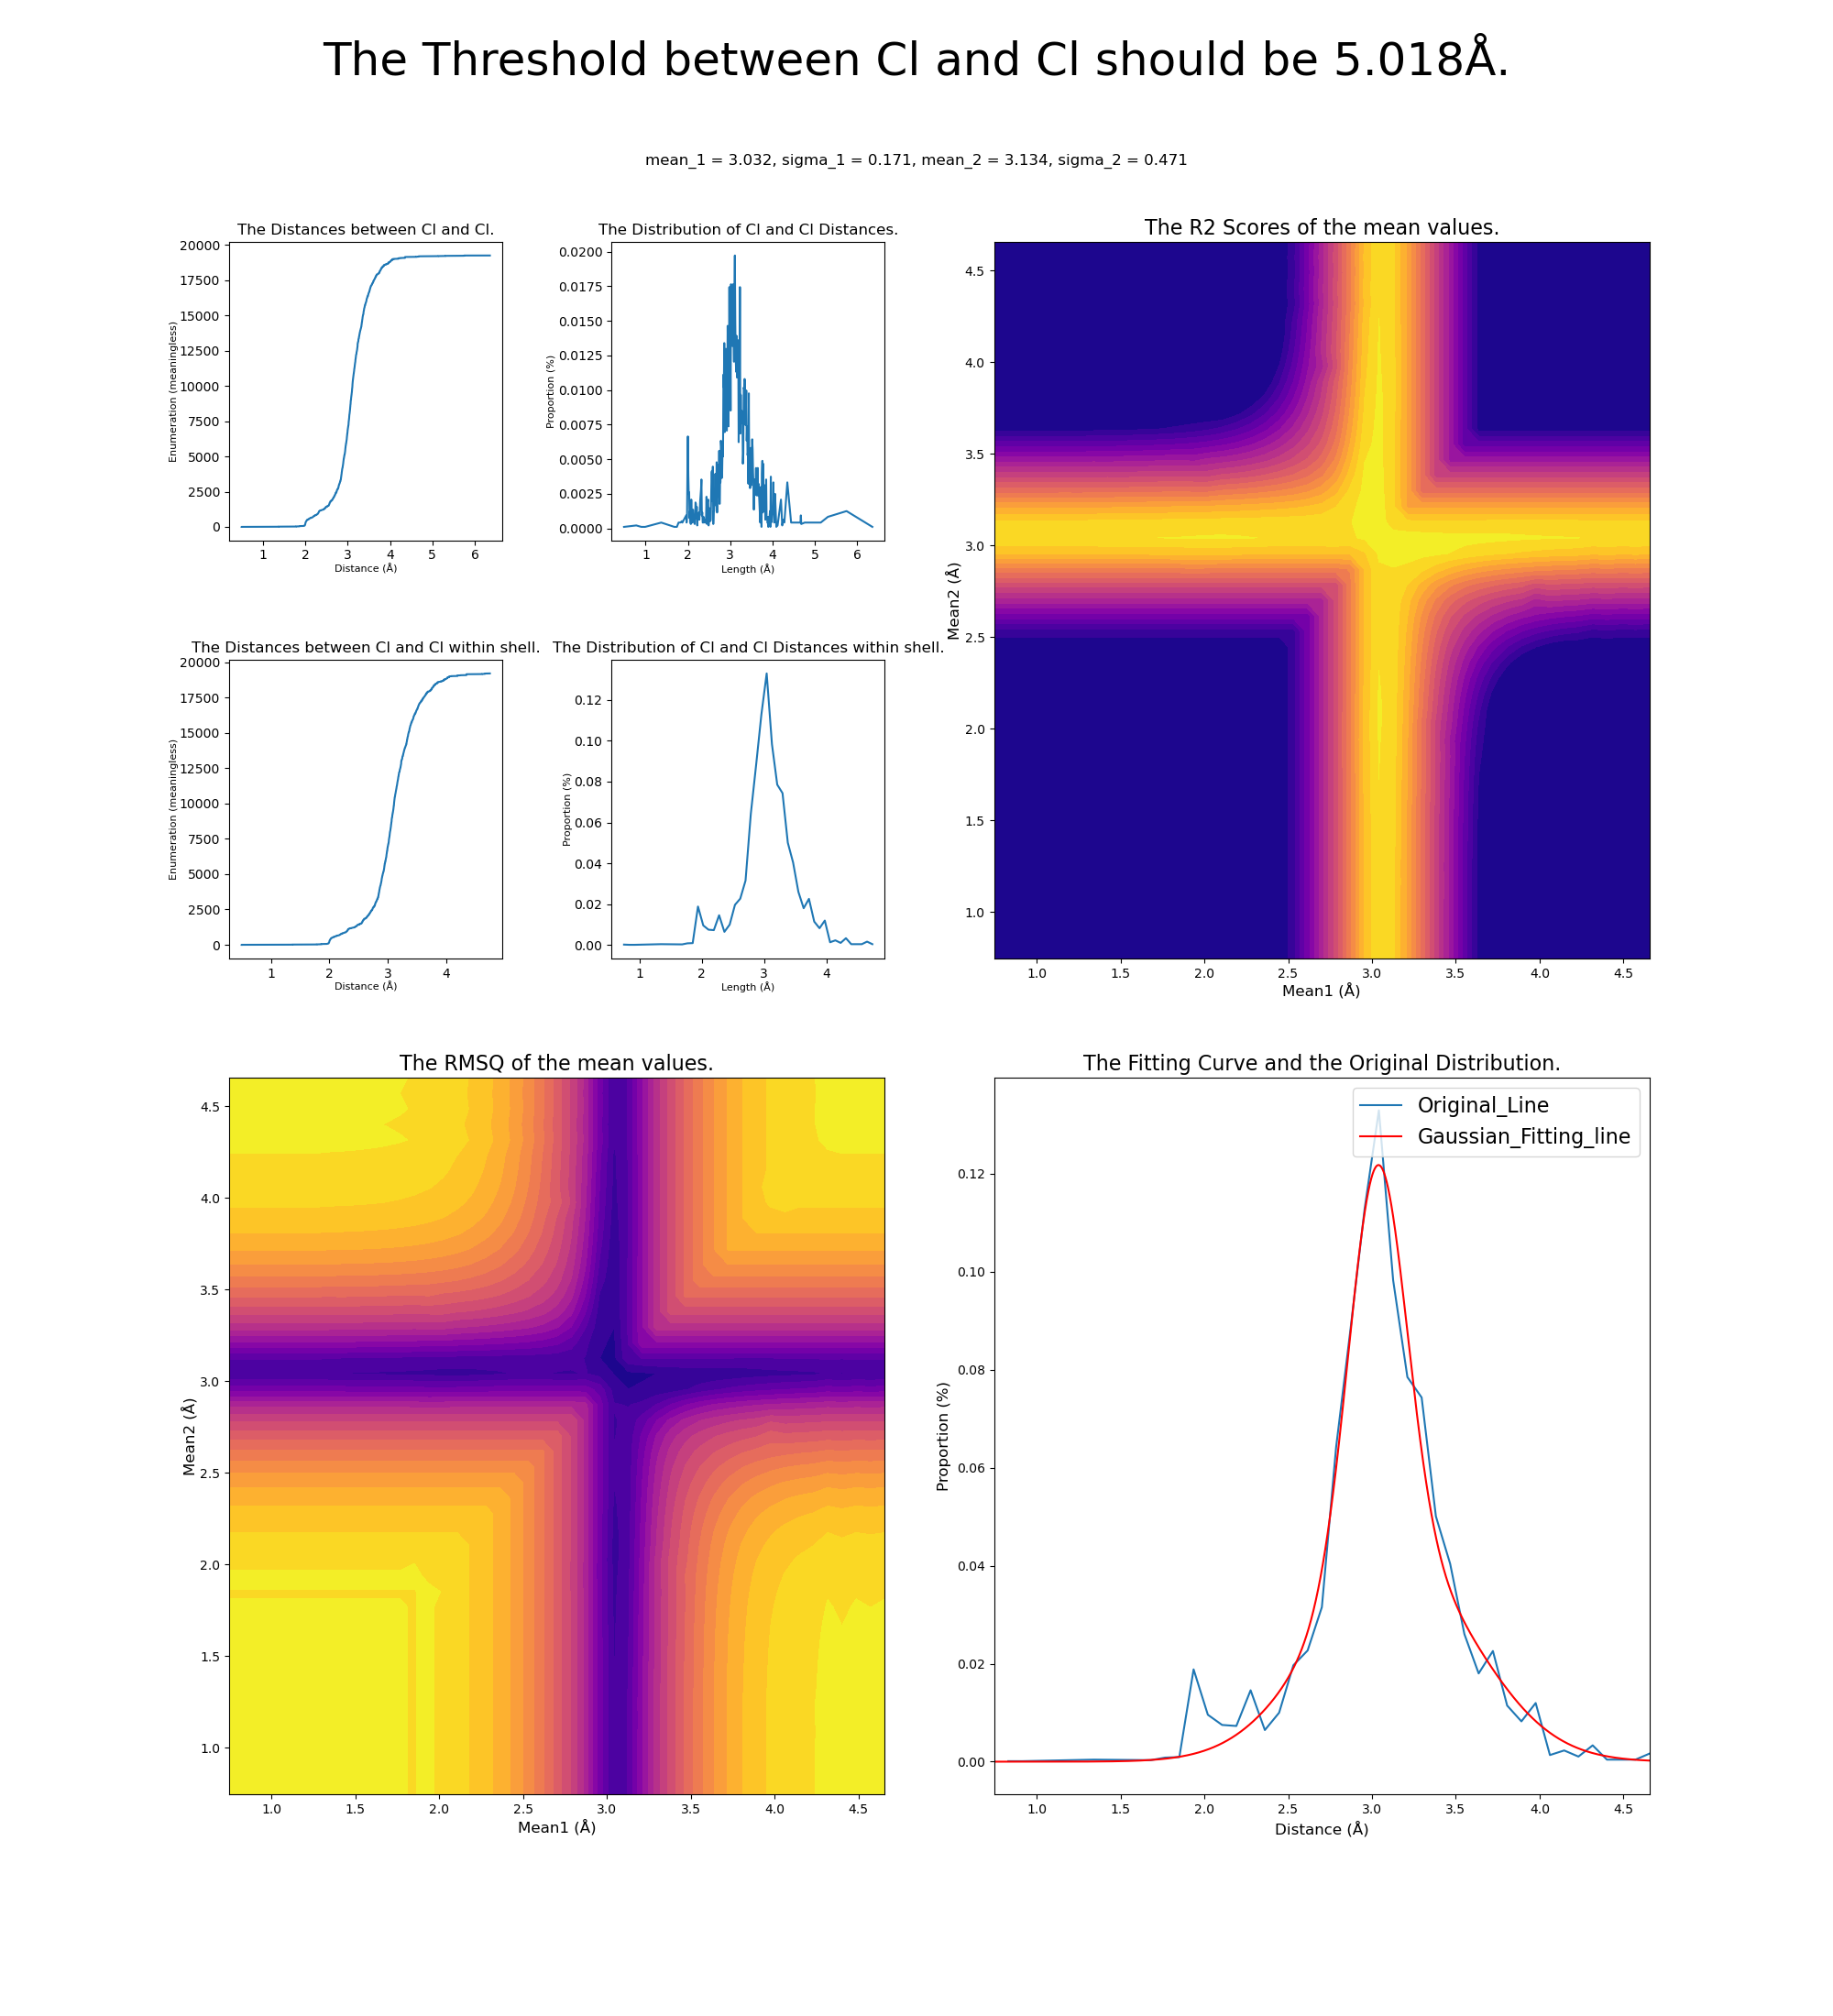 The Threshold between Cl and Cl should be 5.018Å.
mean_1 = 3.032, sigma_1 = 0.171, mean_2 = 3.134, sigma_2 = 0.471
The Distances between Cl and Cl.
20000
17500
15000
12500
10000
7500
5000
2500
0
Enumeration (meaningless)
1 2 3 4 5 6
Distance (Å)
The Distribution of Cl and Cl Distances.
0.0200
0.0175
0.0150
0.0125
0.0100
0.0075
0.0050
0.0025
0.0000
Proportion (%)
1 2 3 4 5 6
Length (Å)
The R2 Scores of the mean values.
4.5
4.0
3.5
3.0
2.5
2.0
1.5
1.0
Mean2 (Å)
1.0 1.5 2.0 2.5 3.0 3.5 4.0 4.5
Mean1 (Å)
The Distances between Cl and Cl within shell.
20000
17500
15000
12500
10000
7500
5000
2500
0
Enumeration (meaningless)
1 2 3 4
Distance (Å)
The Distribution of Cl and Cl Distances within shell.
0.12
0.10
0.08
0.06
0.04
0.02
0.00
Proportion (%)
1 2 3 4
Length (Å)
The RMSQ of the mean values.
4.5
4.0
3.5
3.0
2.5
2.0
1.5
1.0
Mean2 (Å)
1.0 1.5 2.0 2.5 3.0 3.5 4.0 4.5
Mean1 (Å)
The Fitting Curve and the Original Distribution.
Original_Line
Gaussian_Fitting_line
0.12
0.10
0.08
0.06
0.04
0.02
0.00
Proportion (%)
1.0 1.5 2.0 2.5 3.0 3.5 4.0 4.5
Distance (Å)